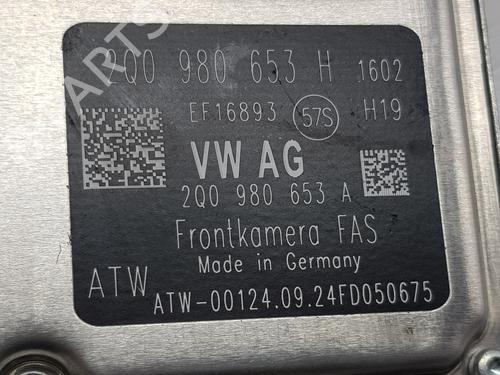 2Q0 980 653 H 1602
EF16893 57S H19
VW AG
2Q0 980 653 A
Frontkamera FAS
Made in Germany
ATW
ATW-00124.09.24FD050675